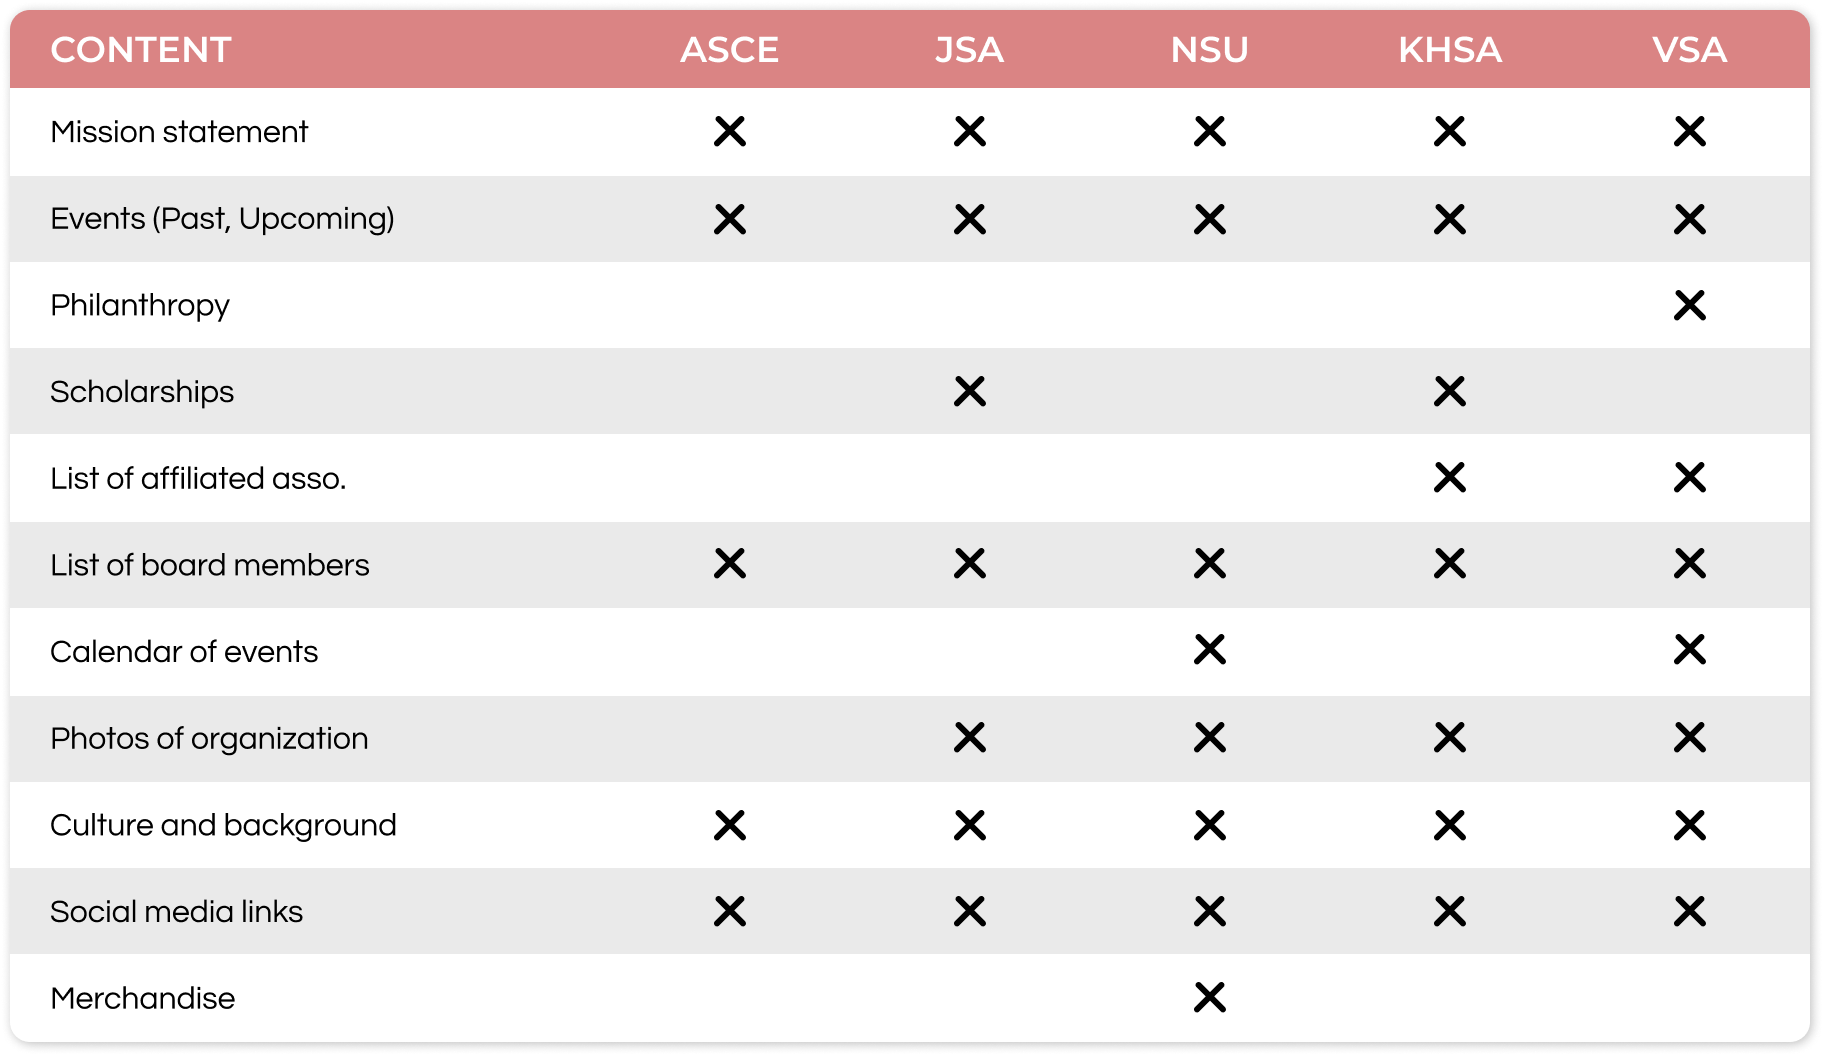 CONTENT ASCE JSA NSU KHSA VSA
Mission statement ✕ ✕ ✕ ✕ ✕
Events (Past, Upcoming) ✕ ✕ ✕ ✕ ✕
Philanthropy ✕
Scholarships ✕ ✕
List of affiliated asso. ✕ ✕
List of board members ✕ ✕ ✕ ✕ ✕
Calendar of events ✕ ✕
Photos of organization ✕ ✕ ✕ ✕
Culture and background ✕ ✕ ✕ ✕ ✕
Social media links ✕ ✕ ✕ ✕ ✕
Merchandise ✕